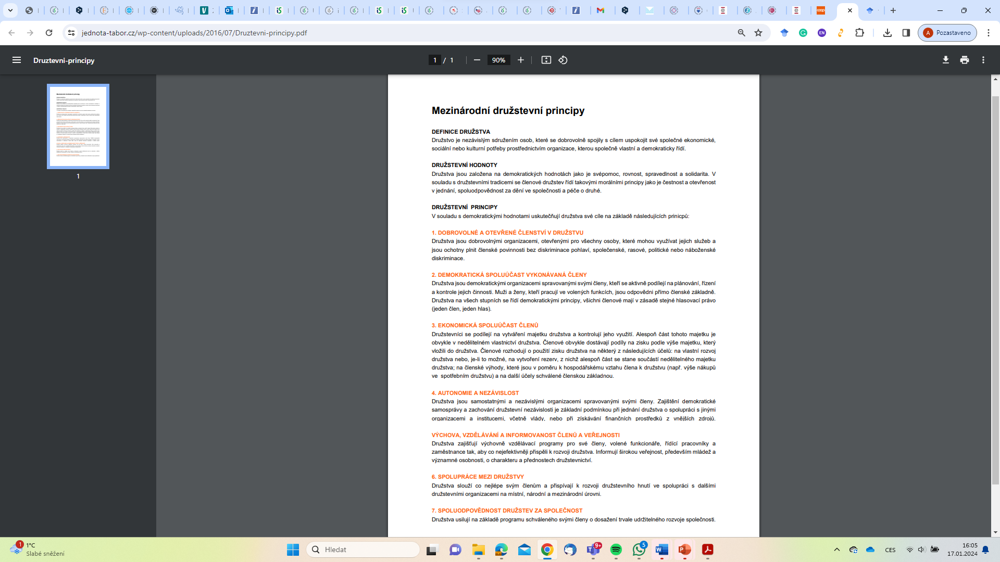 jednota-tabor.cz/wp-content/uploads/2016/07/Druztevni-principy.pdf
EN
A Pozastaveno
Druztevni-principy
1 / 1
90%
1
Mezinárodní družstevní principy
DEFINICE DRUŽSTVA
Družstvo je nezávislým sdružením osob, které se dobrovolně spojily s cílem uspokojit své společné ekonomické,
sociální nebo kulturní potřeby prostřednictvím organizace, kterou společně vlastní a demokraticky řídí.
DRUŽSTEVNÍ HODNOTY
Družstva jsou založena na demokratických hodnotách jako je svépomoc, rovnost, spravedlnost a solidarita. V
souladu s družstevními tradicemi se členové družstev řídí takovými morálními principy jako je čestnost a otevřenost
v jednání, spoluodpovědnost za dění ve společnosti a péče o druhé.
DRUŽSTEVNÍ PRINCIPY
V souladu s demokratickými hodnotami uskutečňují družstva své cíle na základě následujících prinicpů:
1. DOBROVOLNÉ A OTEVŘENÉ ČLENSTVÍ V DRUŽSTVU
Družstva jsou dobrovolnými organizacemi, otevřenými pro všechny osoby, které mohou využívat jejich služeb a
jsou ochotny plnit členské povinnosti bez diskriminace pohlaví, společenské, rasové, politické nebo náboženské
diskriminace.
2. DEMOKRATICKÁ SPOLUÚČAST VYKONÁVANÁ ČLENY
Družstva jsou demokratickými organizacemi spravovanými svými členy, kteří se aktivně podílejí na plánování, řízení
a kontrole jejich činnosti. Muži a ženy, kteří pracují ve volených funkcích, jsou odpovědni přímo členské základně.
Družstva na všech stupních se řídí demokratickými principy, všichni členové mají v zásadě stejné hlasovací právo
(jeden člen, jeden hlas).
3. EKONOMICKÁ SPOLUÚČAST ČLENŮ
Družstevníci se podílejí na vytváření majetku družstva a kontrolují jeho využití. Alespoň část tohoto majetku je
obvykle v nedělitelném vlastnictví družstva. Členové obvykle dostávají podíly na zisku podle výše majetku, který
vložili do družstva. Členové rozhodují o použití zisku družstva na některý z následujících účelů: na vlastní rozvoj
družstva nebo, je-li to možné, na vytvoření rezerv, z nichž alespoň část se stane součástí nedělitelného majetku
družstva; na členské výhody, které jsou v poměru k hospodářskému vztahu člena k družstvu (např. výše nákupů
ve spotřebním družstvu) a na další účely schválené členskou základnou.
4. AUTONOMIE A NEZÁVISLOST
Družstva jsou samostatnými a nezávislými organizacemi spravovanými svými členy. Zajištění demokratické
samosprávy a zachování družstevní nezávislosti je základní podmínkou při jednání družstva o spolupráci s jinými
organizacemi a institucemi, včetně vlády, nebo při získávání finančních prostředků z vnějších zdrojů.
VÝCHOVA, VZDĚLÁVÁNÍ A INFORMOVANOST ČLENŮ A VEŘEJNOSTI
Družstva zajišťují výchovně vzdělávací programy pro své členy, volené funkcionáře, řídící pracovníky a
zaměstnance tak, aby co nejefektivněji přispěli k rozvoji družstva. Informují širokou veřejnost, především mládež a
významné osobnosti, o charakteru a přednostech družstevnictví.
6. SPOLUPRÁCE MEZI DRUŽSTVY
Družstva slouží co nejlépe svým členům a přispívají k rozvoji družstevního hnutí ve spolupráci s dalšími
družstevními organizacemi na místní, národní a mezinárodní úrovni.
7. SPOLUODPOVĚDNOST DRUŽSTEV ZA SPOLEČNOST
Družstva usilují na základě programu schváleného svými členy o dosažení trvale udržitelného rozvoje společnosti.
1
1°C
Slabé sněžení
Hledat
9+
5
CES
16:05
17.01.2024